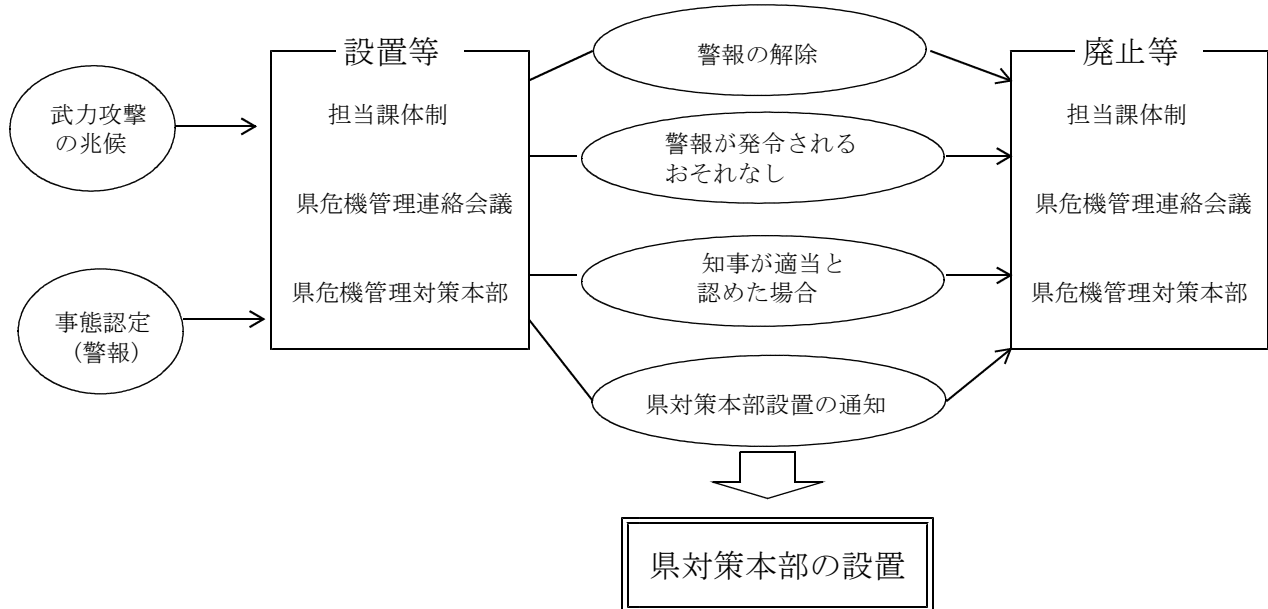 設置等
警報の解除
廃止等
武力攻撃
の兆候
担当課体制
警報が発令される
おそれなし
担当課体制
県危機管理連絡会議
県危機管理連絡会議
知事が適当と
認めた場合
県危機管理対策本部
県危機管理対策本部
事態認定
（警報）
県対策本部設置の通知
県対策本部の設置